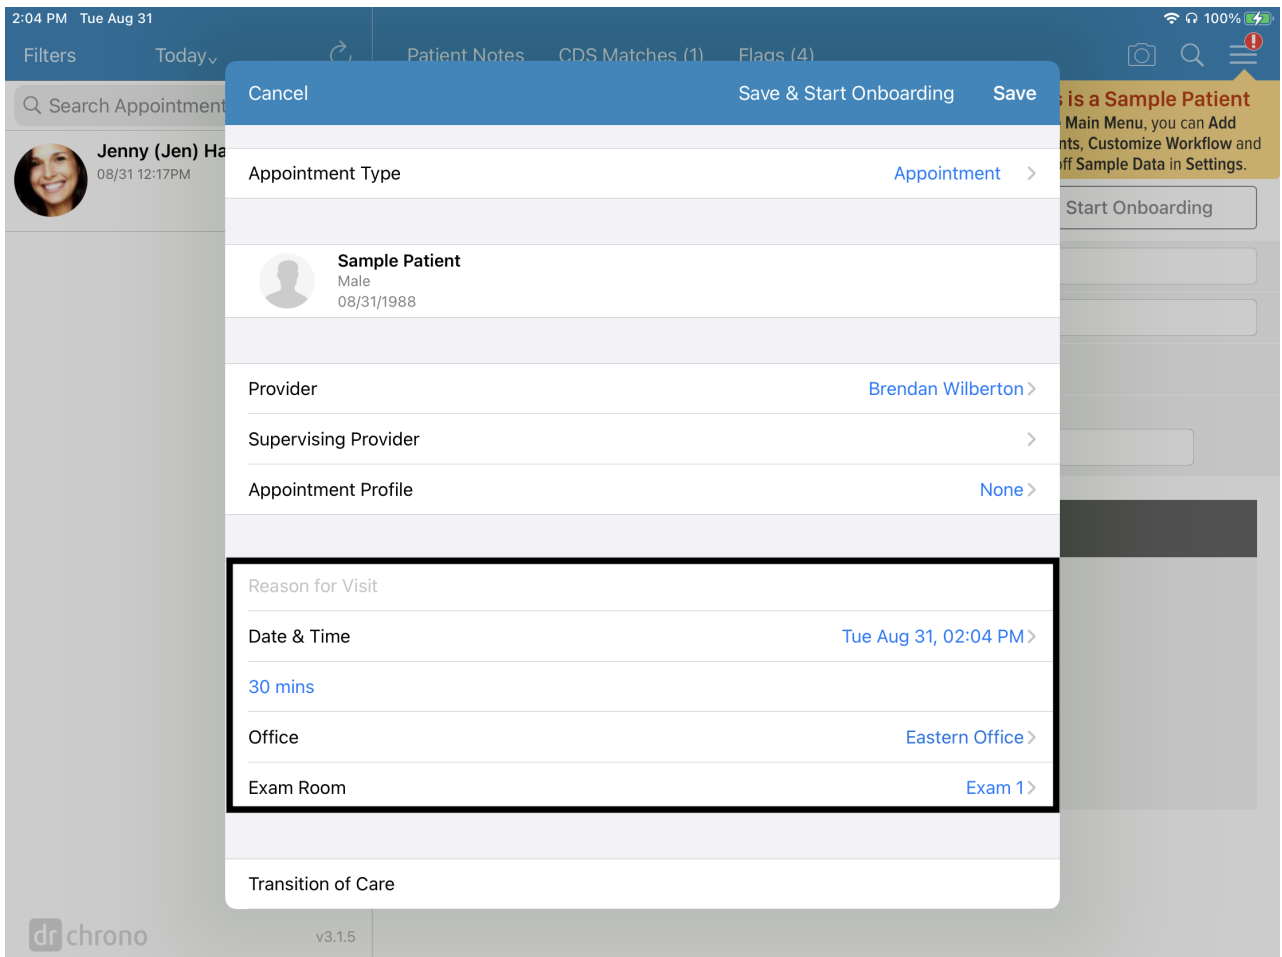 2:04 PM Tue Aug 31
100%
Filters
Today
Patient Notes
CDS Matches (1)
Flags (4)
Search Appointment
Jenny (Jen) Ha
08/31 12:17PM
Cancel
Save & Start Onboarding
Save
is a Sample Patient
Main Menu, you can Add
nts, Customize Workflow and
off Sample Data in Settings.
Start Onboarding
Appointment Type
Appointment
Sample Patient
Male
08/31/1988
Provider
Brendan Wilberton
Supervising Provider
Appointment Profile
None
Reason for Visit
Date & Time
Tue Aug 31, 02:04 PM
30 mins
Office
Eastern Office
Exam Room
Exam 1
Transition of Care
drchrono
v3.1.5